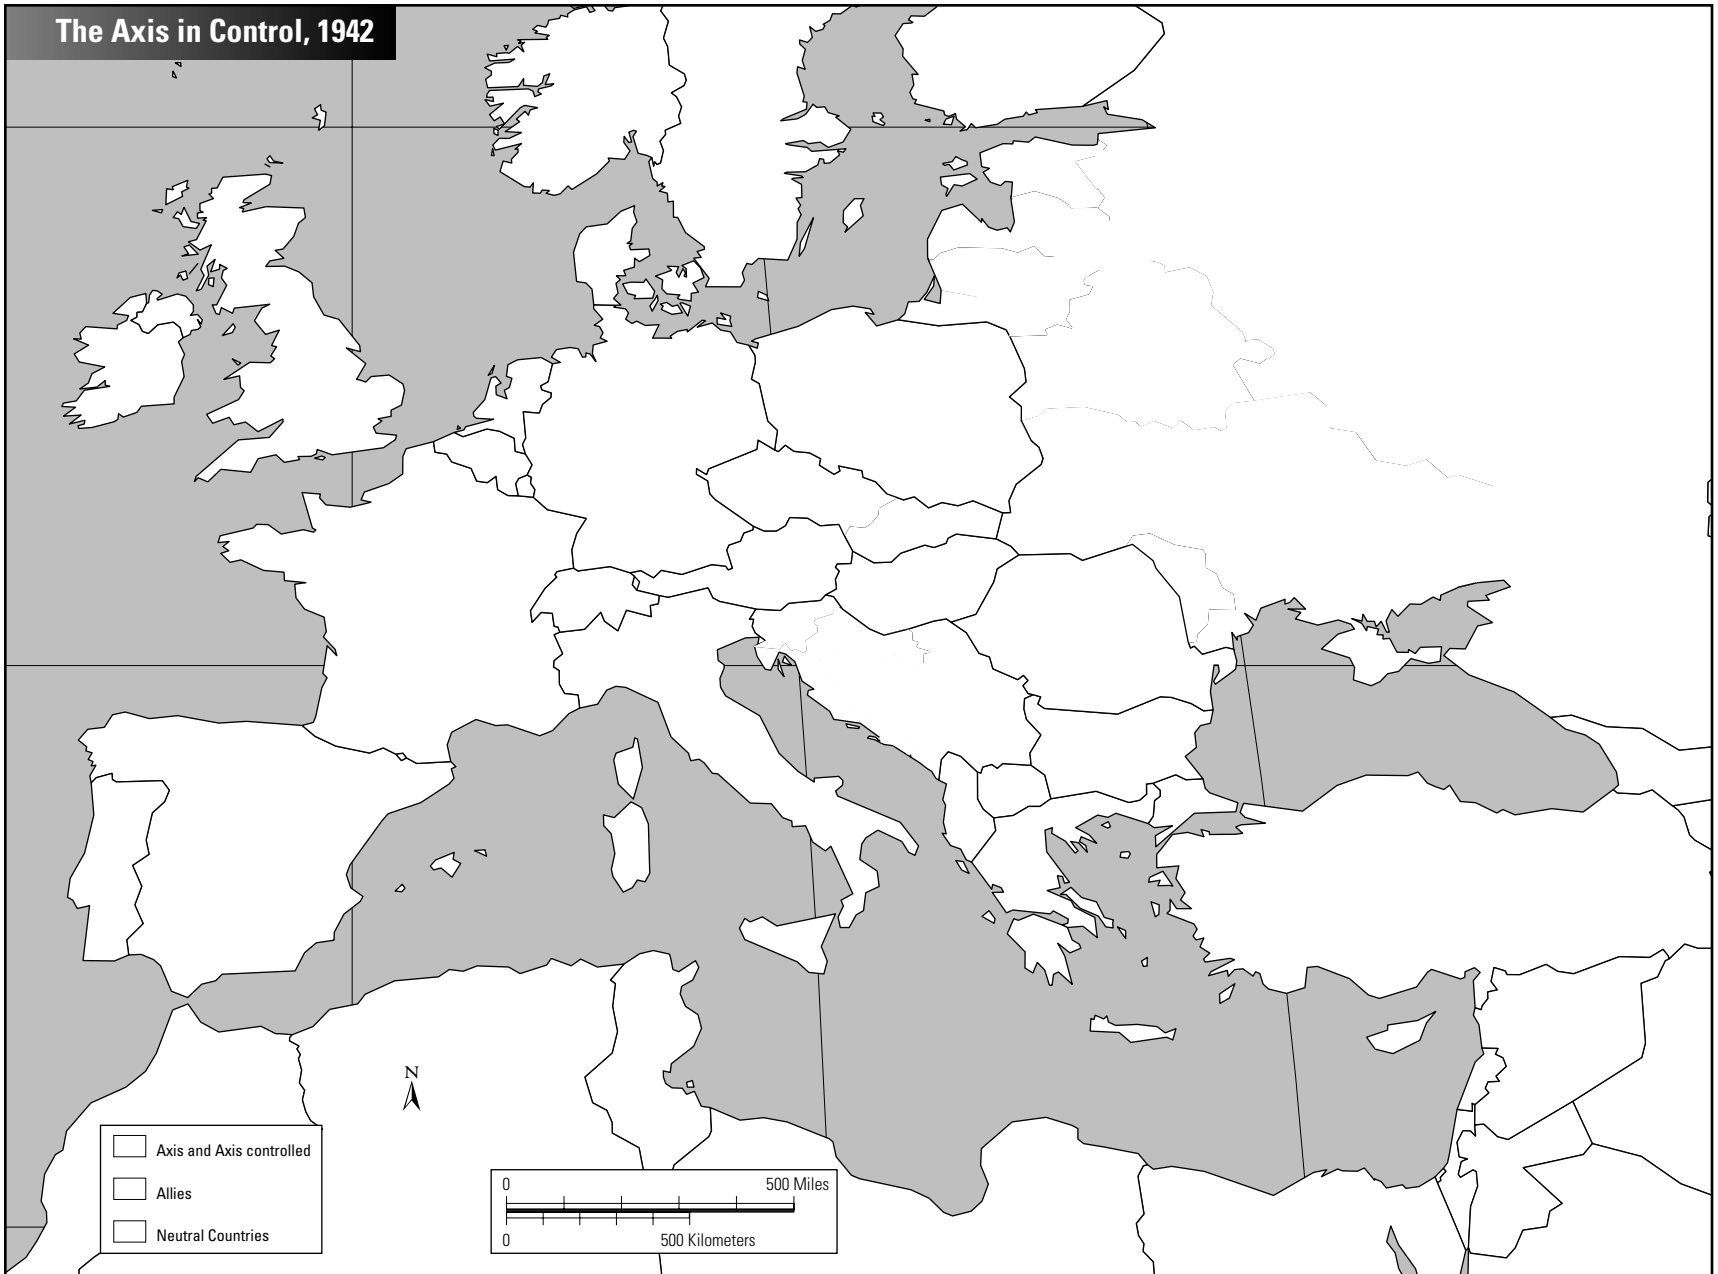 The Axis in Control, 1942
N
Axis and Axis controlled
Allies
Neutral Countries
0 500 Miles
0 500 Kilometers